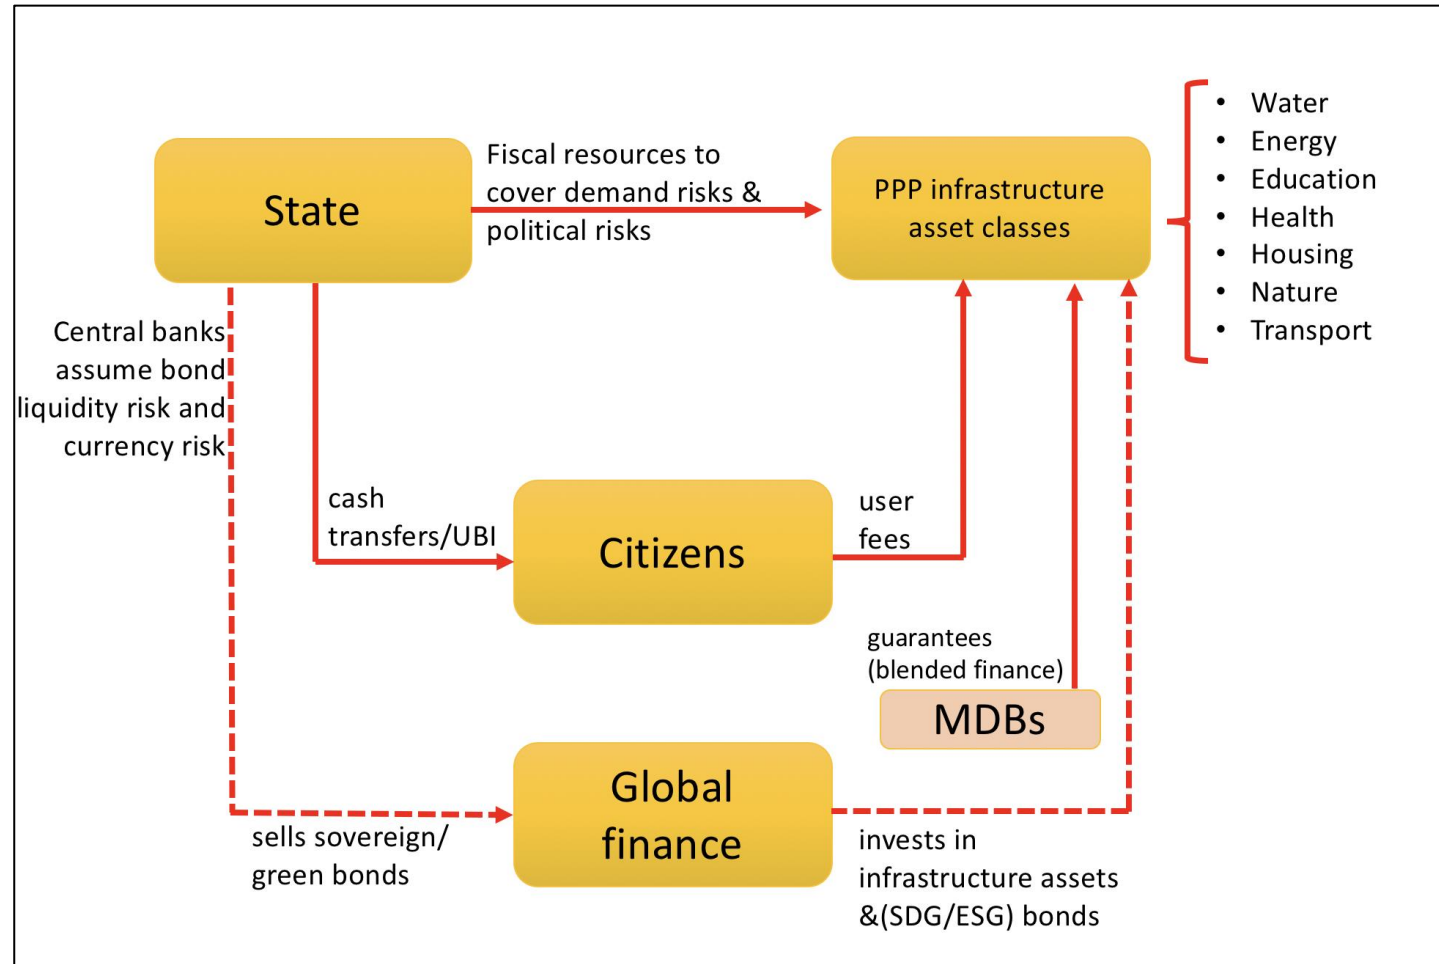 State
Fiscal resources to
cover demand risks &
political risks
PPP infrastructure
asset classes
• Water
• Energy
• Education
• Health
• Housing
• Nature
• Transport
Central banks
assume bond
liquidity risk and
currency risk
cash
transfers/UBI
Citizens
user
fees
guarantees
(blended finance)
MDBs
Global
finance
sells sovereign/
green bonds
invests in
infrastructure assets
&(SDG/ESG) bonds